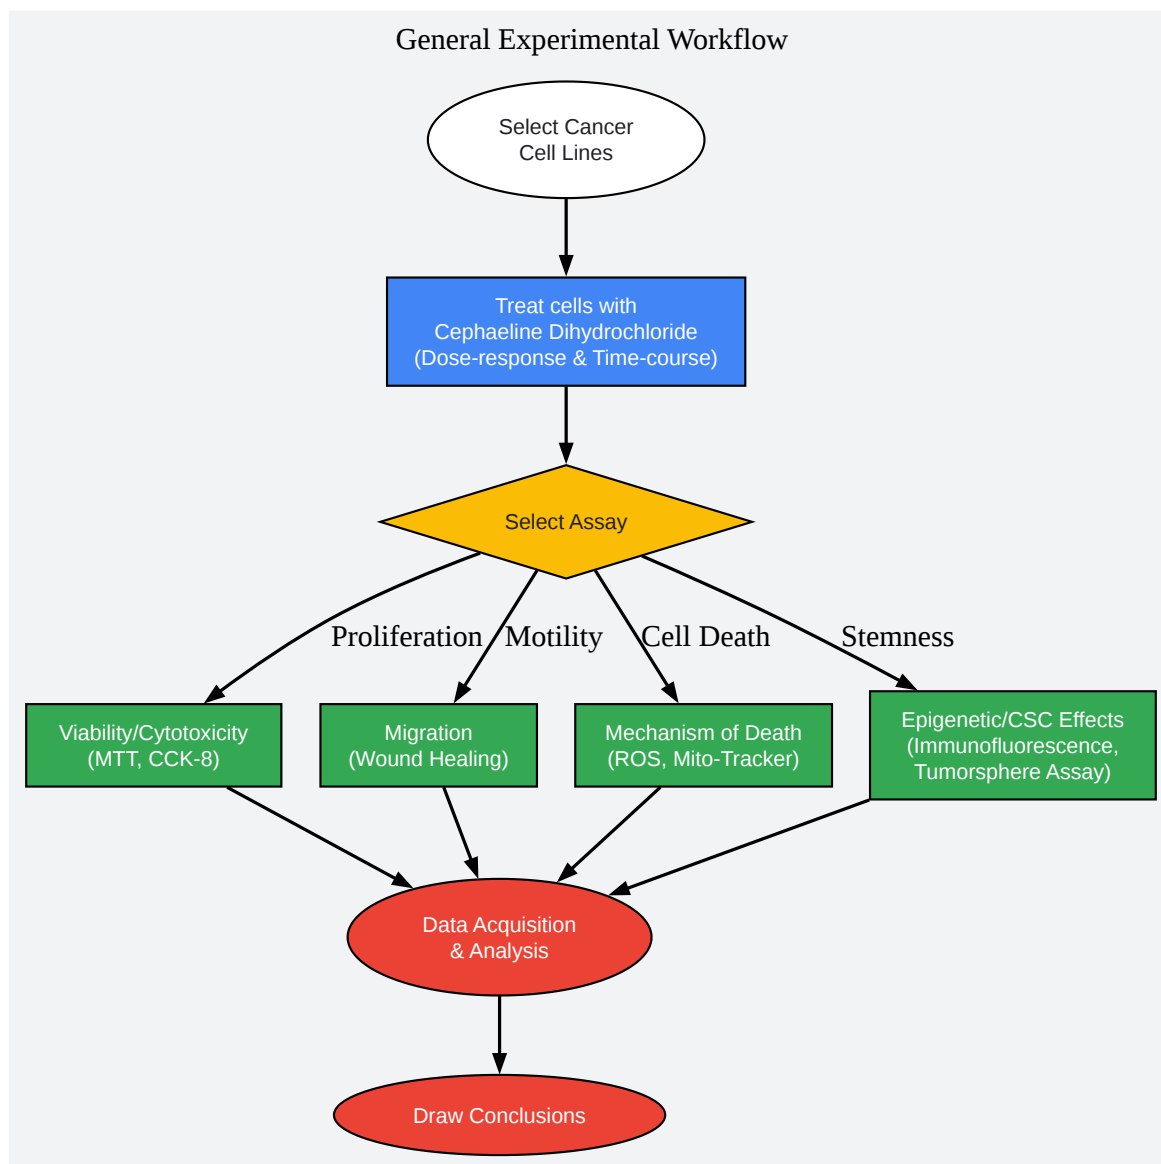 General Experimental Workflow
Select Cancer
Cell Lines
Treat cells with
Cephaeline Dihydrochloride
(Dose-response & Time-course)
Select Assay
Proliferation
Motility
Cell Death
Stemness
Viability/Cytotoxicity
(MTT, CCK-8)
Migration
(Wound Healing)
Mechanism of Death
(ROS, Mito-Tracker)
Epigenetic/CSC Effects
(Immunofluorescence,
Tumorsphere Assay)
Data Acquisition
& Analysis
Draw Conclusions